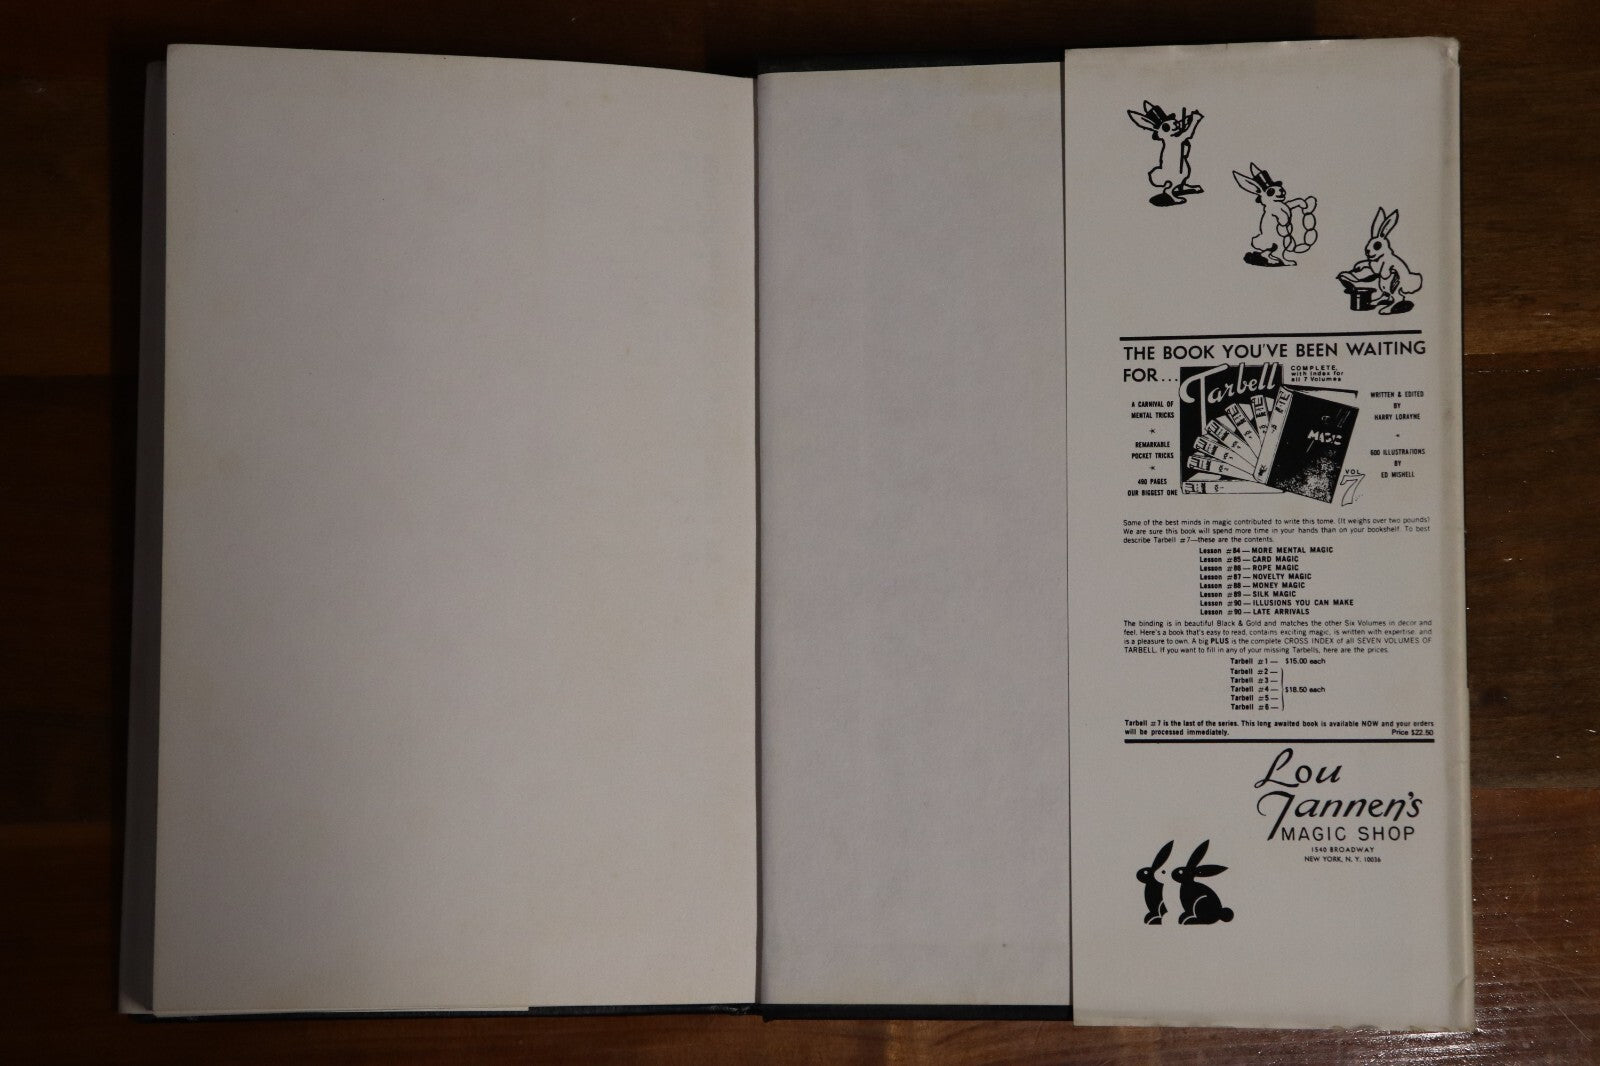 THE BOOK YOU'VE BEEN WAITING
FOR...
Tarbell
COMPLETE,
with index for
all 7 Volumes
A CARNIVAL OF
MENTAL TRICKS
*
REMARKABLE
POCKET TRICKS
*
490 PAGES
OUR BIGGEST ONE
MAGIC
VOL
7
WRITTEN & EDITED
BY
HARRY LORAYNE
600 ILLUSTRATIONS
BY
ED MISHELL
Some of the best minds in magic contributed to write this tome. (It weighs over two pounds)
We are sure this book will spend more time in your hands than on your bookshelf. To best
describe Tarbell #7—these are the contents.
Lesson #84 — MORE MENTAL MAGIC
Lesson #85 — CARD MAGIC
Lesson #86 — ROPE MAGIC
Lesson #87 — NOVELTY MAGIC
Lesson #88 — MONEY MAGIC
Lesson #89 — SILK MAGIC
Lesson #90 — ILLUSIONS YOU CAN MAKE
Lesson #90 — LATE ARRIVALS
The binding is in beautiful Black & Gold and matches the other Six Volumes in decor and
feel. Here's a book that's easy to read, contains exciting magic, is written with expertise, and
is a pleasure to own. A big PLUS is the complete CROSS INDEX of all SEVEN VOLUMES OF
TARBELL. If you want to fill in any of your missing Tarbells, here are the prices.
Tarbell #1 — $15.00 each
Tarbell #2 —
Tarbell #3 —
Tarbell #4 — $18.50 each
Tarbell #5 —
Tarbell #6 —
Tarbell #7 is the last of the series. This long awaited book is available NOW and your orders
will be processed immediately. Price $22.50
Lou
Tannen's
MAGIC SHOP
1540 BROADWAY
NEW YORK, N. Y. 10036